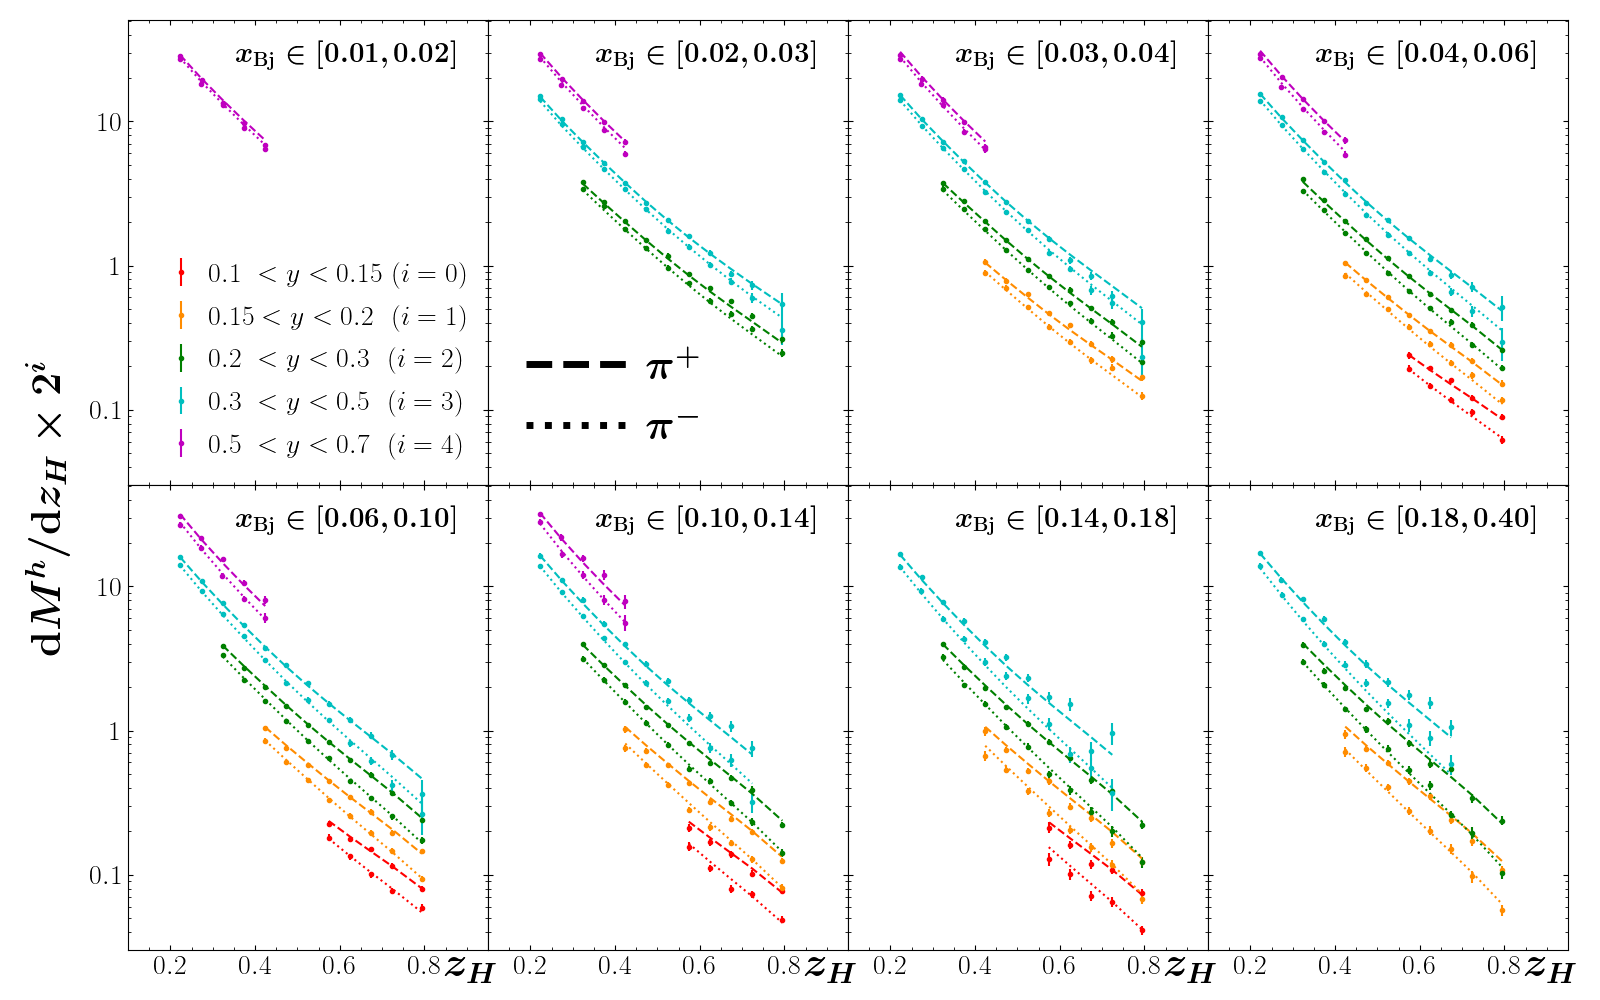 x_Bj ∈ [0.01, 0.02]
x_Bj ∈ [0.02, 0.03]
x_Bj ∈ [0.03, 0.04]
x_Bj ∈ [0.04, 0.06]
10
1
0.1
0.1 < y < 0.15 (i = 0)
0.15 < y < 0.2 (i = 1)
0.2 < y < 0.3 (i = 2)
0.3 < y < 0.5 (i = 3)
0.5 < y < 0.7 (i = 4)
π⁺
π⁻
dM^h/dz_H × 2^i
x_Bj ∈ [0.06, 0.10]
x_Bj ∈ [0.10, 0.14]
x_Bj ∈ [0.14, 0.18]
x_Bj ∈ [0.18, 0.40]
10
1
0.1
0.2 0.4 0.6 0.8 z_H
0.2 0.4 0.6 0.8 z_H
0.2 0.4 0.6 0.8 z_H
0.2 0.4 0.6 0.8 z_H